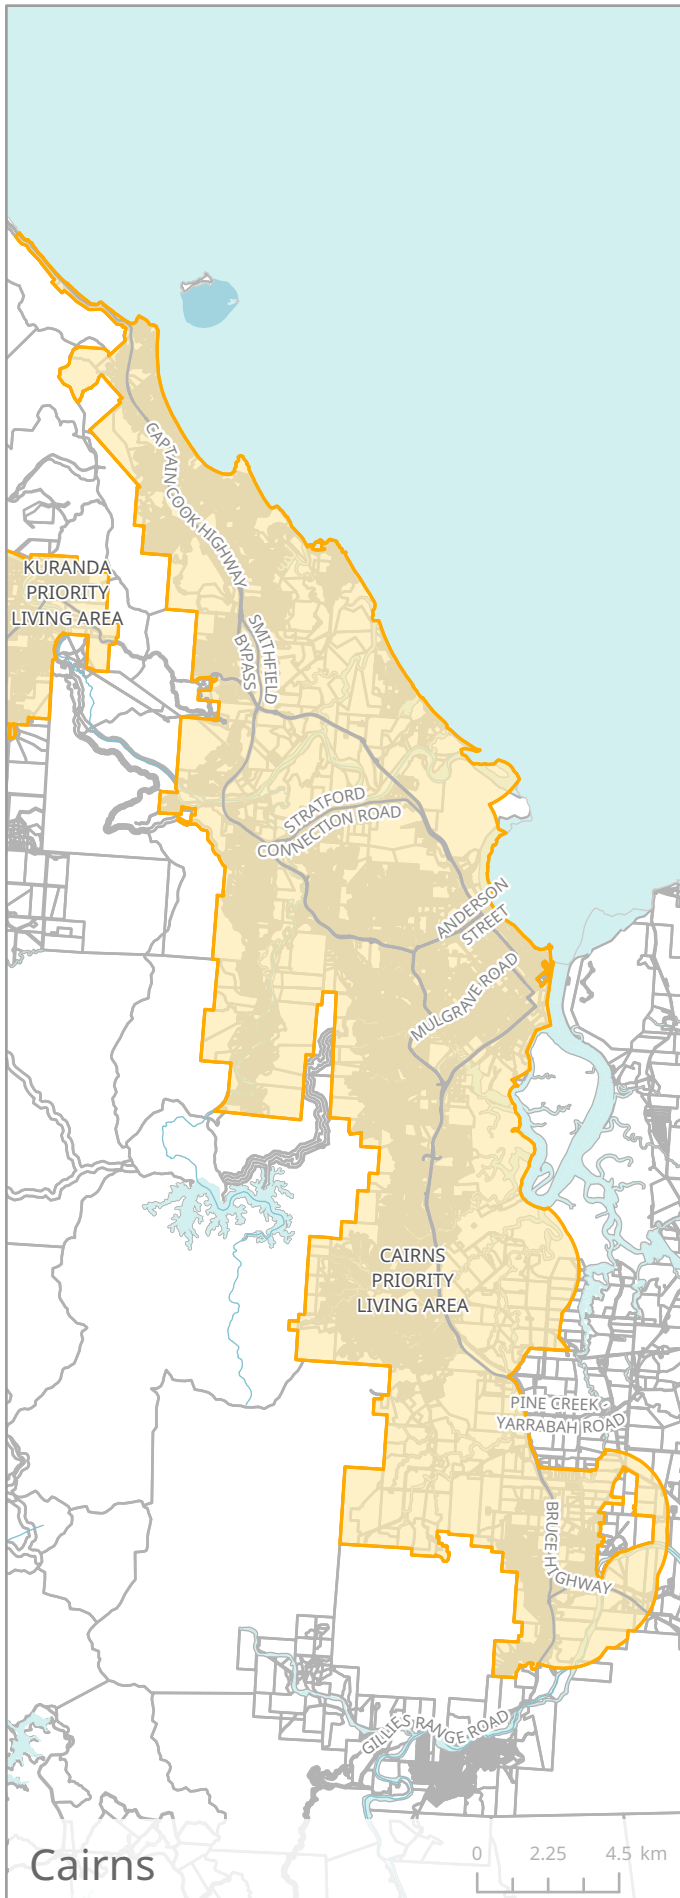 CAPTAIN COOK HIGHWAY
KURANDA
PRIORITY
LIVING AREA
SMITHFIELD
BYPASS
STRATFORD
CONNECTION ROAD
ANDERSON
STREET
MULGRAVE ROAD
CAIRNS
PRIORITY
LIVING AREA
PINE CREEK -
YARRABAH ROAD
BRUCE HIGHWAY
GILLIES RANGE ROAD
Cairns
0 2.25 4.5 km